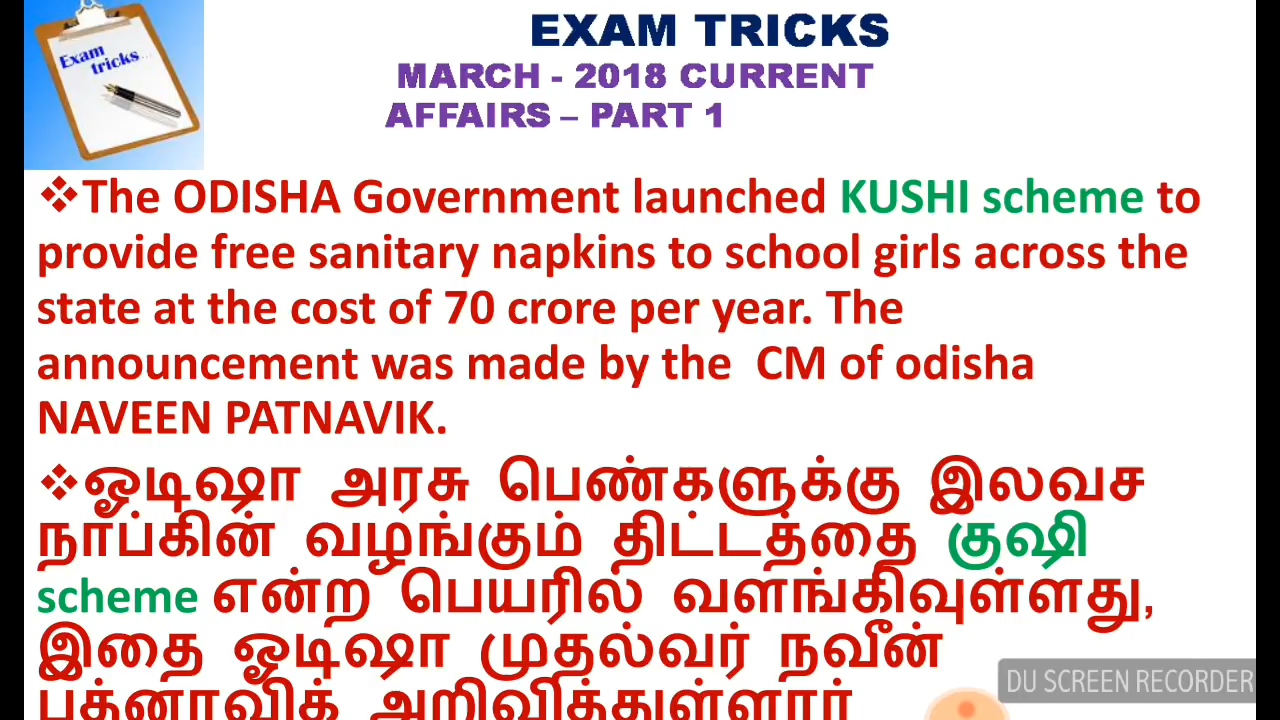 Exam
tricks...
EXAM TRICKS
MARCH - 2018 CURRENT
AFFAIRS – PART 1
❖The ODISHA Government launched KUSHI scheme to
provide free sanitary napkins to school girls across the
state at the cost of 70 crore per year. The
announcement was made by the CM of odisha
NAVEEN PATNAVIK.
❖ஓடிஷா அரசு பெண்களுக்கு இலவச
நாப்கின் வழங்கும் திட்டத்தை குஷி
scheme என்ற பெயரில் வளங்கிவுள்ளது,
இதை ஓடிஷா முதல்வர் நவீன்
பத்னாவிக் அறிவித்துள்ளார்
DU SCREEN RECORDER